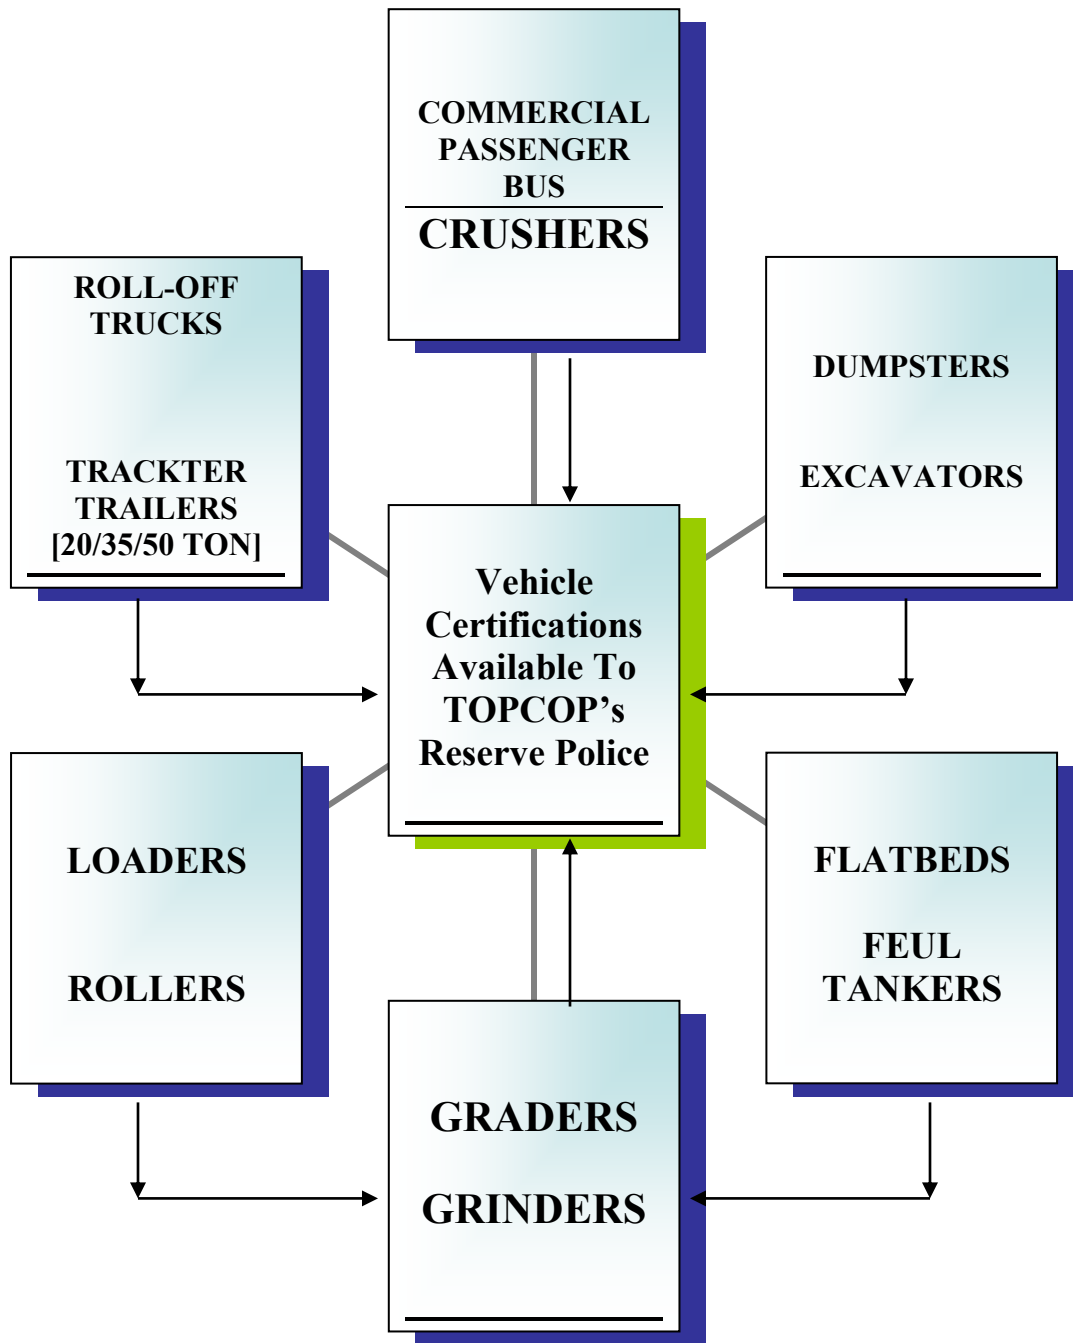 COMMERCIAL
PASSENGER
BUS
CRUSHERS
ROLL-OFF
TRUCKS
TRACKTER
TRAILERS
[20/35/50 TON]
DUMPSTERS
EXCAVATORS
Vehicle
Certifications
Available To
TOPCOP’s
Reserve Police
LOADERS
ROLLERS
FLATBEDS
FEUL
TANKERS
GRADERS
GRINDERS